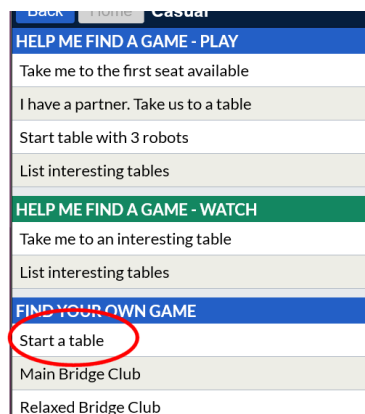 Back Home Casual
HELP ME FIND A GAME - PLAY
Take me to the first seat available
I have a partner. Take us to a table
Start table with 3 robots
List interesting tables
HELP ME FIND A GAME - WATCH
Take me to an interesting table
List interesting tables
FIND YOUR OWN GAME
Start a table
Main Bridge Club
Relaxed Bridge Club